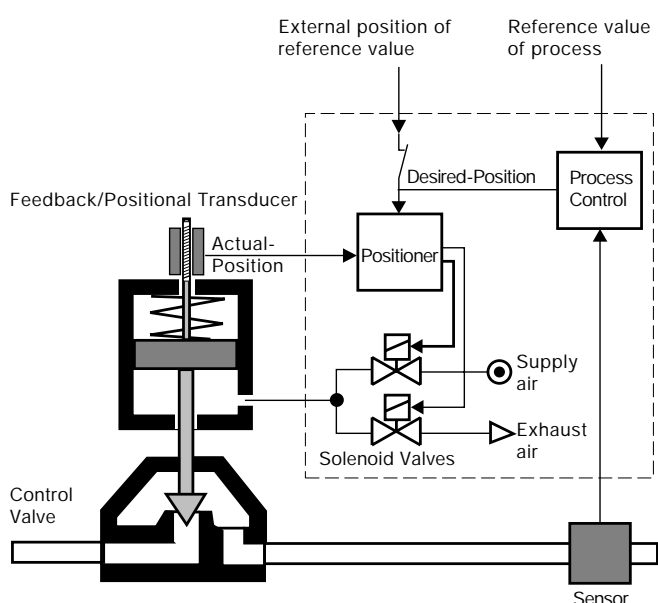 External position of
reference value
Reference value
of process
Desired-Position
Process
Control
Feedback/Positional Transducer
Actual-
Position
Positioner
Supply
air
Exhaust
air
Solenoid Valves
Control
Valve
Sensor